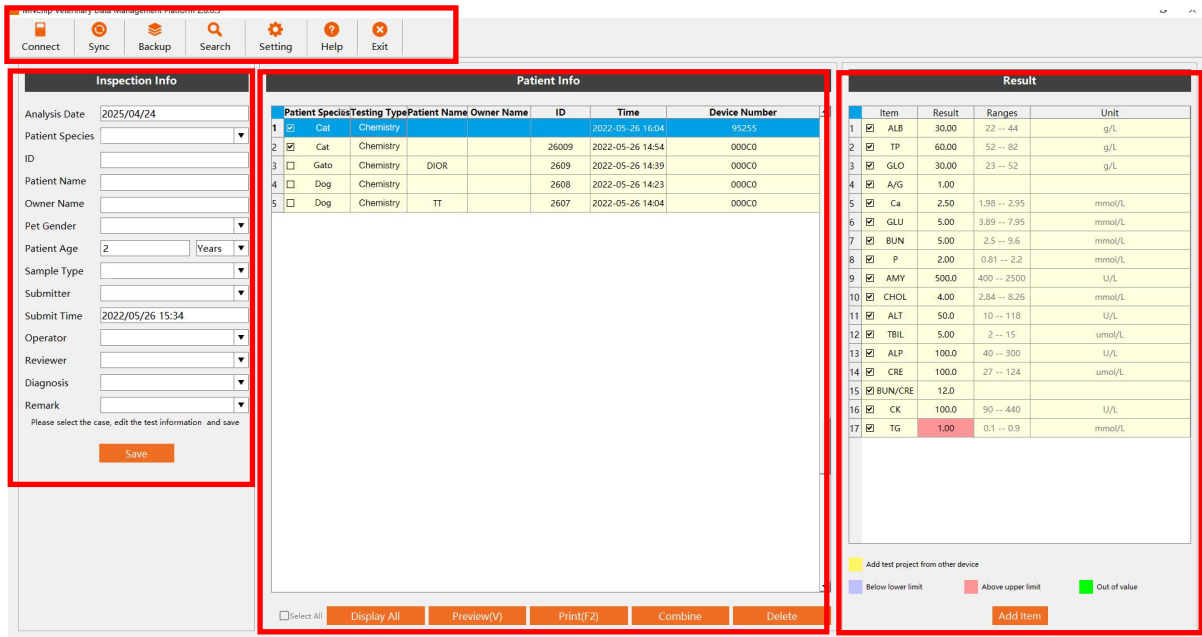 MNChip Veterinary Data Management Platform 2.0.0.5
Connect Sync Backup Search Setting Help Exit
Inspection Info
Analysis Date 2025/04/24
Patient Species
ID
Patient Name
Owner Name
Pet Gender
Patient Age 2 Years
Sample Type
Submitter
Submit Time 2022/05/26 15:34
Operator
Reviewer
Diagnosis
Remark
Please select the case, edit the test information and save
Save
Patient Info
Patient Species Testing Type Patient Name Owner Name ID Time Device Number
1 Cat Chemistry 2022-05-26 16:04 95255
2 Cat Chemistry 26009 2022-05-26 14:54 000C0
3 Gato Chemistry DIOR 2609 2022-05-26 14:39 000C0
4 Dog Chemistry 2608 2022-05-26 14:23 000C0
5 Dog Chemistry TT 2607 2022-05-26 14:04 000C0
Select All Display All Preview(V) Print(F2) Combine Delete
Result
Item Result Ranges Unit
1 ALB 30.00 22 -- 44 g/L
2 TP 60.00 52 -- 82 g/L
3 GLO 30.00 23 -- 52 g/L
4 A/G 1.00
5 Ca 2.50 1.98 -- 2.95 mmol/L
6 GLU 5.00 3.89 -- 7.95 mmol/L
7 BUN 5.00 2.5 -- 9.6 mmol/L
8 P 2.00 0.81 -- 2.2 mmol/L
9 AMY 500.0 400 -- 2500 U/L
10 CHOL 4.00 2.84 -- 8.26 mmol/L
11 ALT 50.0 10 -- 118 U/L
12 TBIL 5.00 2 -- 15 umol/L
13 ALP 100.0 40 -- 300 U/L
14 CRE 100.0 27 -- 124 umol/L
15 BUN/CRE 12.0
16 CK 100.0 90 -- 440 U/L
17 TG 1.00 0.1 -- 0.9 mmol/L
Add test project from other device
Below lower limit Above upper limit Out of value
Add Item